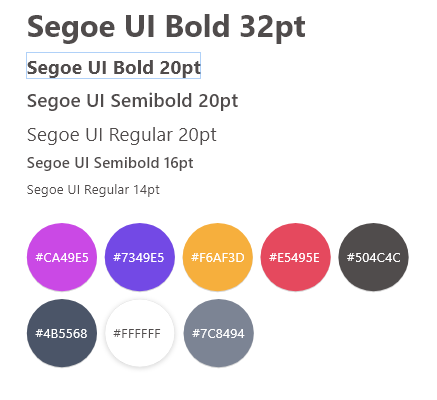 Segoe UI Bold 32pt
Segoe UI Bold 20pt
Segoe UI Semibold 20pt
Segoe UI Regular 20pt
Segoe UI Semibold 16pt
Segoe UI Regular 14pt
#CA49E5 #7349E5 #F6AF3D #E5495E #504C4C
#4B5568 #FFFFFF #7C8494